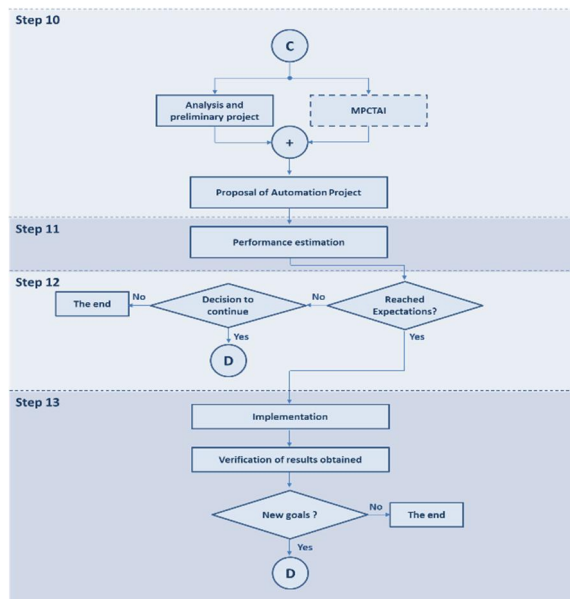 Step 10
C
Analysis and
preliminary project
MPCTAI
+
Proposal of Automation Project
Step 11
Performance estimation
Step 12
The end
No
Decision to
continue
No
Reached
Expectations?
Yes
Yes
D
Step 13
Implementation
Verification of results obtained
New goals ?
No
The end
Yes
D